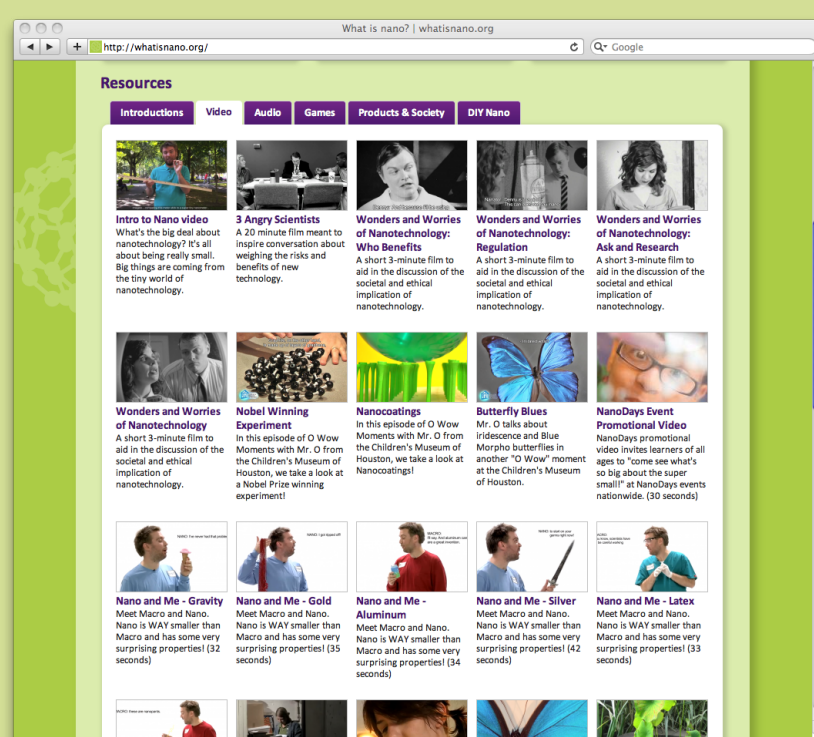 What is nano? | whatisnano.org
http://whatisnano.org/
Google
Resources
Introductions
Video
Audio
Games
Products & Society
DIY Nano
Intro to Nano video
What's the big deal about
nanotechnology? It's all
about being really small.
Big things are coming from
the tiny world of
nanotechnology.
3 Angry Scientists
A 20 minute film meant to
inspire conversation about
weighing the risks and
benefits of new
technology.
Wonders and Worries
of Nanotechnology:
Who Benefits
A short 3-minute film to
aid in the discussion of the
societal and ethical
implication of
nanotechnology.
Wonders and Worries
of Nanotechnology:
Regulation
A short 3-minute film to
aid in the discussion of the
societal and ethical
implication of
nanotechnology.
Wonders and Worries
of Nanotechnology:
Ask and Research
A short 3-minute film to
aid in the discussion of the
societal and ethical
implication of
nanotechnology.
Wonders and Worries
of Nanotechnology
A short 3-minute film to
aid in the discussion of the
societal and ethical
implication of
nanotechnology.
Nobel Winning
Experiment
In this episode of O Wow
Moments with Mr. O from
the Children's Museum of
Houston, we take a look at
a Nobel Prize winning
experiment!
Nanocoatings
In this episode of O Wow
Moments with Mr. O from
the Children's Museum of
Houston, we take a look at
Nanocoatings!
Butterfly Blues
Mr. O talks about
iridescence and Blue
Morpho butterflies in
another "O Wow" moment
at the Children's Museum
of Houston.
NanoDays Event
Promotional Video
NanoDays promotional
video invites learners of all
ages to "come see what's
so big about the super
small!" at NanoDays events
nationwide. (30 seconds)
Nano and Me - Gravity
Meet Macro and Nano.
Nano is WAY smaller than
Macro and has some very
surprising properties! (32
seconds)
Nano and Me - Gold
Meet Macro and Nano.
Nano is WAY smaller than
Macro and has some very
surprising properties! (35
seconds)
Nano and Me -
Aluminum
Meet Macro and Nano.
Nano is WAY smaller than
Macro and has some very
surprising properties! (34
seconds)
Nano and Me - Silver
Meet Macro and Nano.
Nano is WAY smaller than
Macro and has some very
surprising properties! (42
seconds)
Nano and Me - Latex
Meet Macro and Nano.
Nano is WAY smaller than
Macro and has some very
surprising properties! (33
seconds)